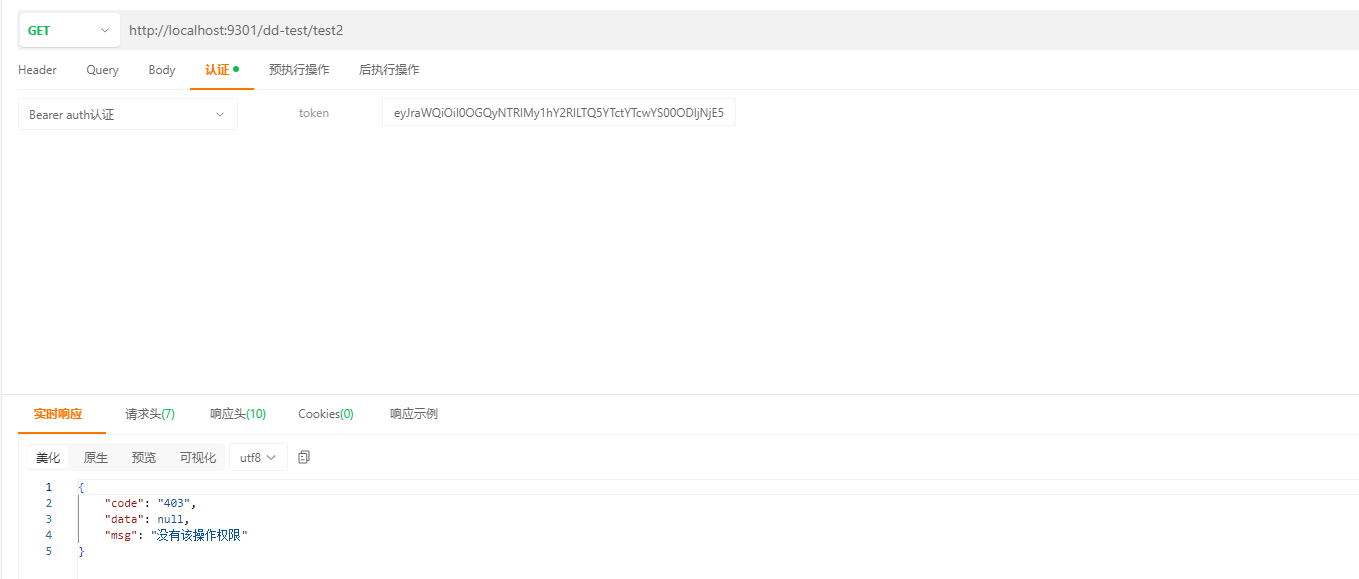 GET http://localhost:9301/dd-test/test2
Header Query Body 认证 预执行操作 后执行操作
Bearer auth认证 token eyJraWQiOiI0OGQyNTRlMy1hY2RlLTQ5YTctYTcwYS00ODljNjE5
实时响应 请求头(7) 响应头(10) Cookies(0) 响应示例
美化 原生 预览 可视化 utf8
1 {
2 "code": "403",
3 "data": null,
4 "msg": "没有该操作权限"
5 }